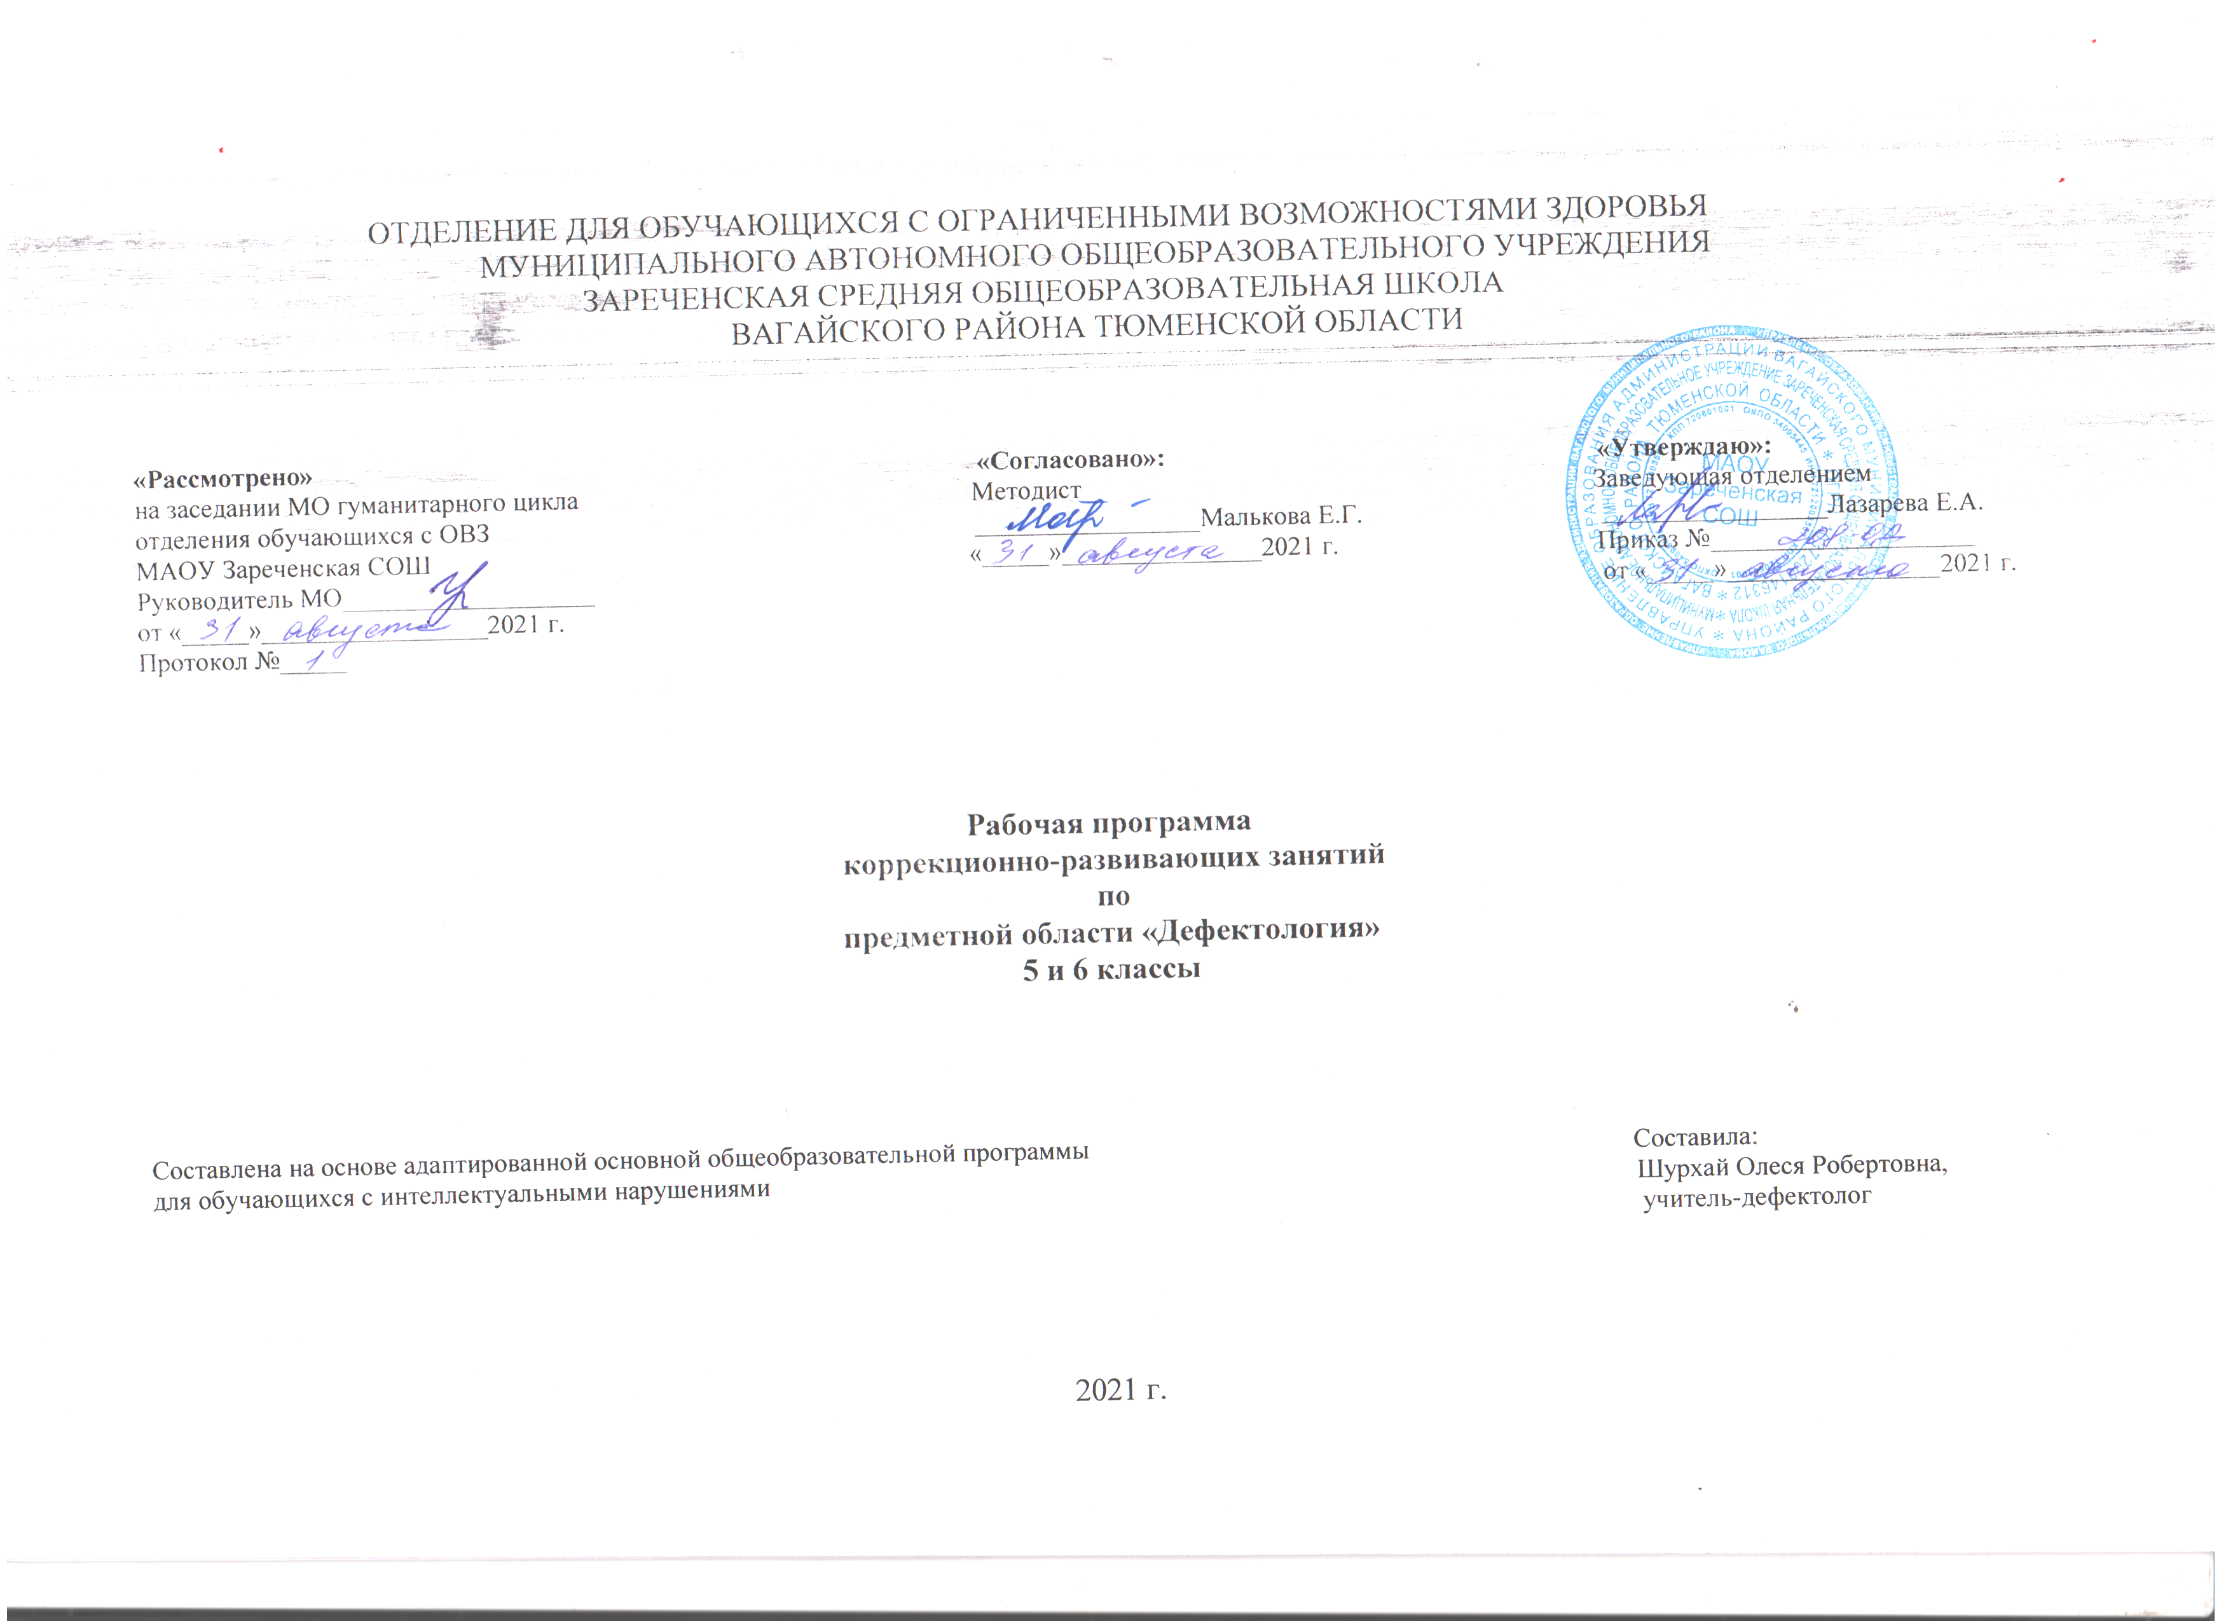 ОТДЕЛЕНИЕ ДЛЯ ОБУЧАЮЩИХСЯ С ОГРАНИЧЕННЫМИ ВОЗМОЖНОСТЯМИ ЗДОРОВЬЯ
МУНИЦИПАЛЬНОГО АВТОНОМНОГО ОБЩЕОБРАЗОВАТЕЛЬНОГО УЧРЕЖДЕНИЯ
ЗАРЕЧЕНСКАЯ СРЕДНЯЯ ОБЩЕОБРАЗОВАТЕЛЬНАЯ ШКОЛА
ВАГАЙСКОГО РАЙОНА ТЮМЕНСКОЙ ОБЛАСТИ
«Рассмотрено»
на заседании МО гуманитарного цикла
отделения обучающихся с ОВЗ
МАОУ Зареченская СОШ
Руководитель МО
от «31» августа 2021 г.
Протокол № 1
«Согласовано»:
Методист
Малькова Е.Г.
«31» августа 2021 г.
«Утверждаю»:
Заведующая отделением
Лазарева Е.А.
Приказ №
от «31» августа 2021 г.
МАОУ
Зареченская
СОШ
Рабочая программа
коррекционно-развивающих занятий
по
предметной области «Дефектология»
5 и 6 классы
Составлена на основе адаптированной основной общеобразовательной программы
для обучающихся с интеллектуальными нарушениями
Составила:
Шурхай Олеся Робертовна,
учитель-дефектолог
2021 г.